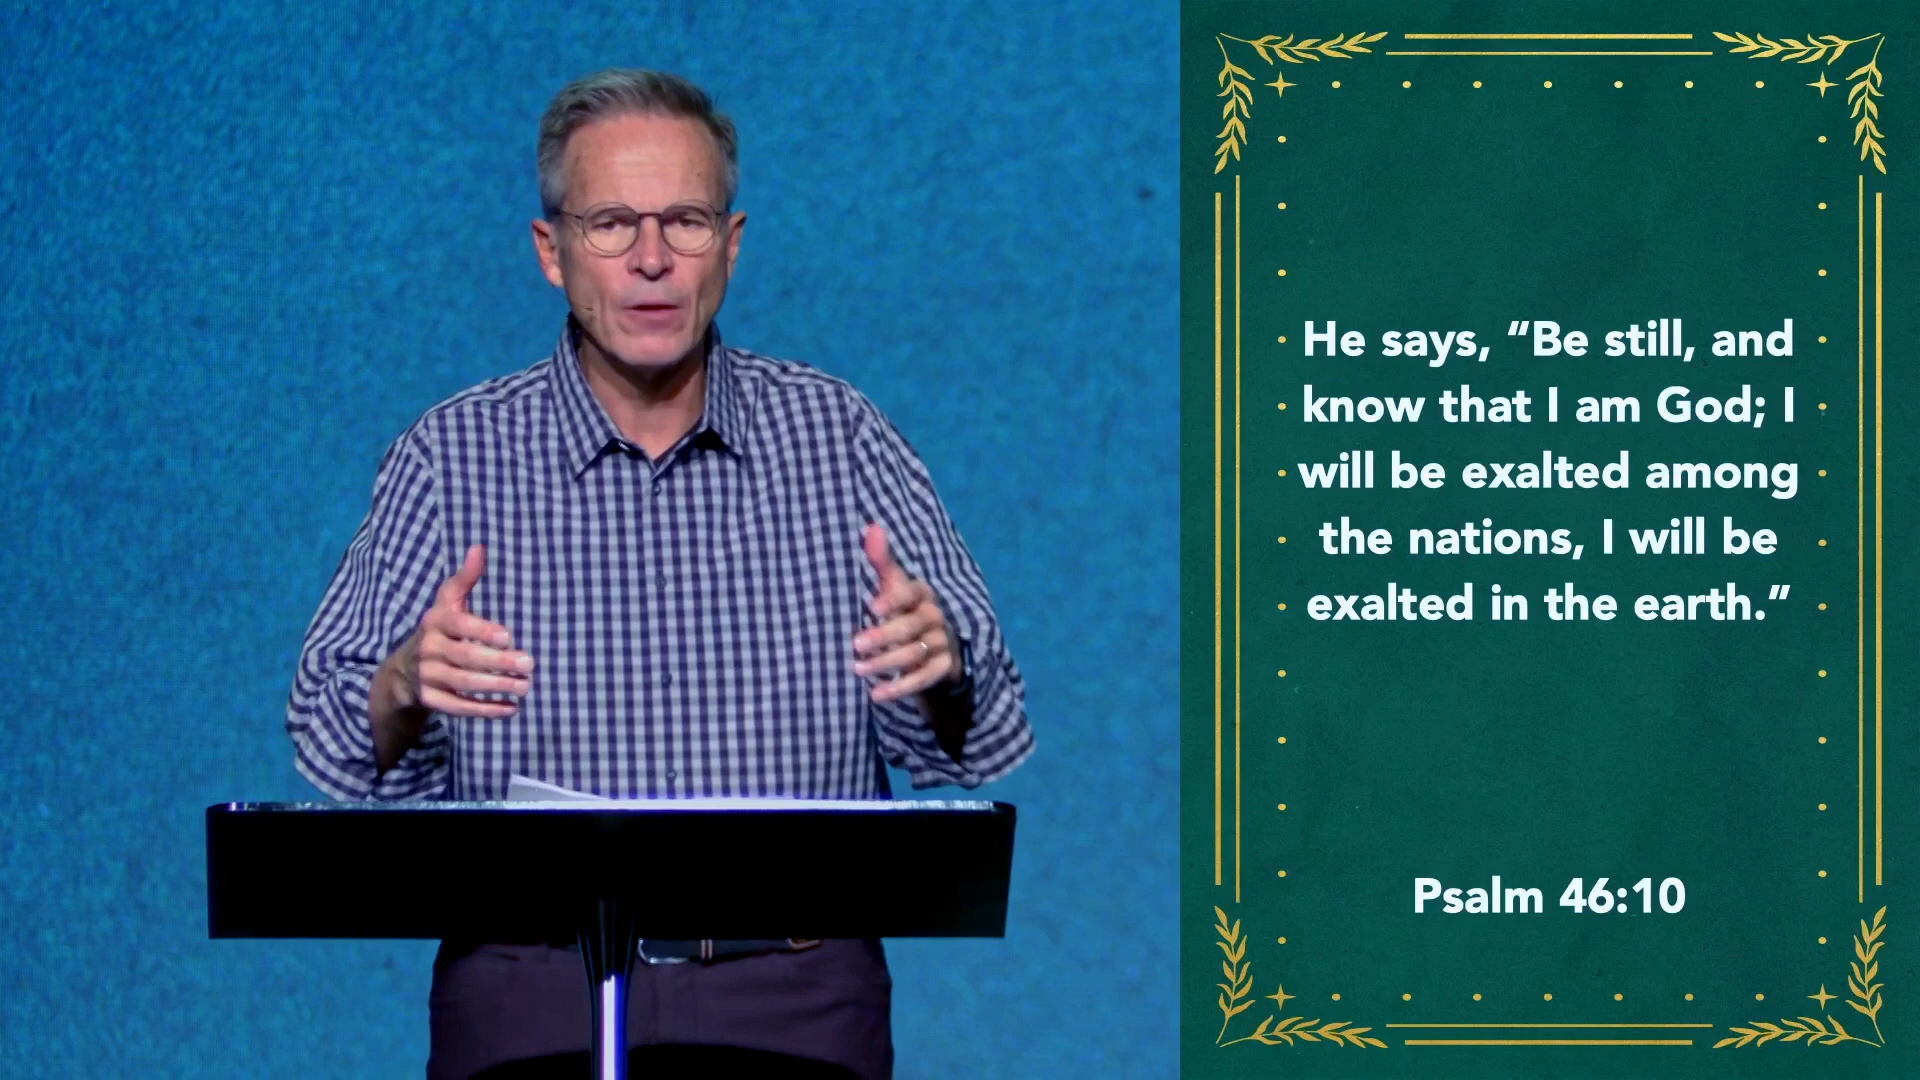 He says, “Be still, and
know that I am God; I
will be exalted among
the nations, I will be
exalted in the earth.”
Psalm 46:10